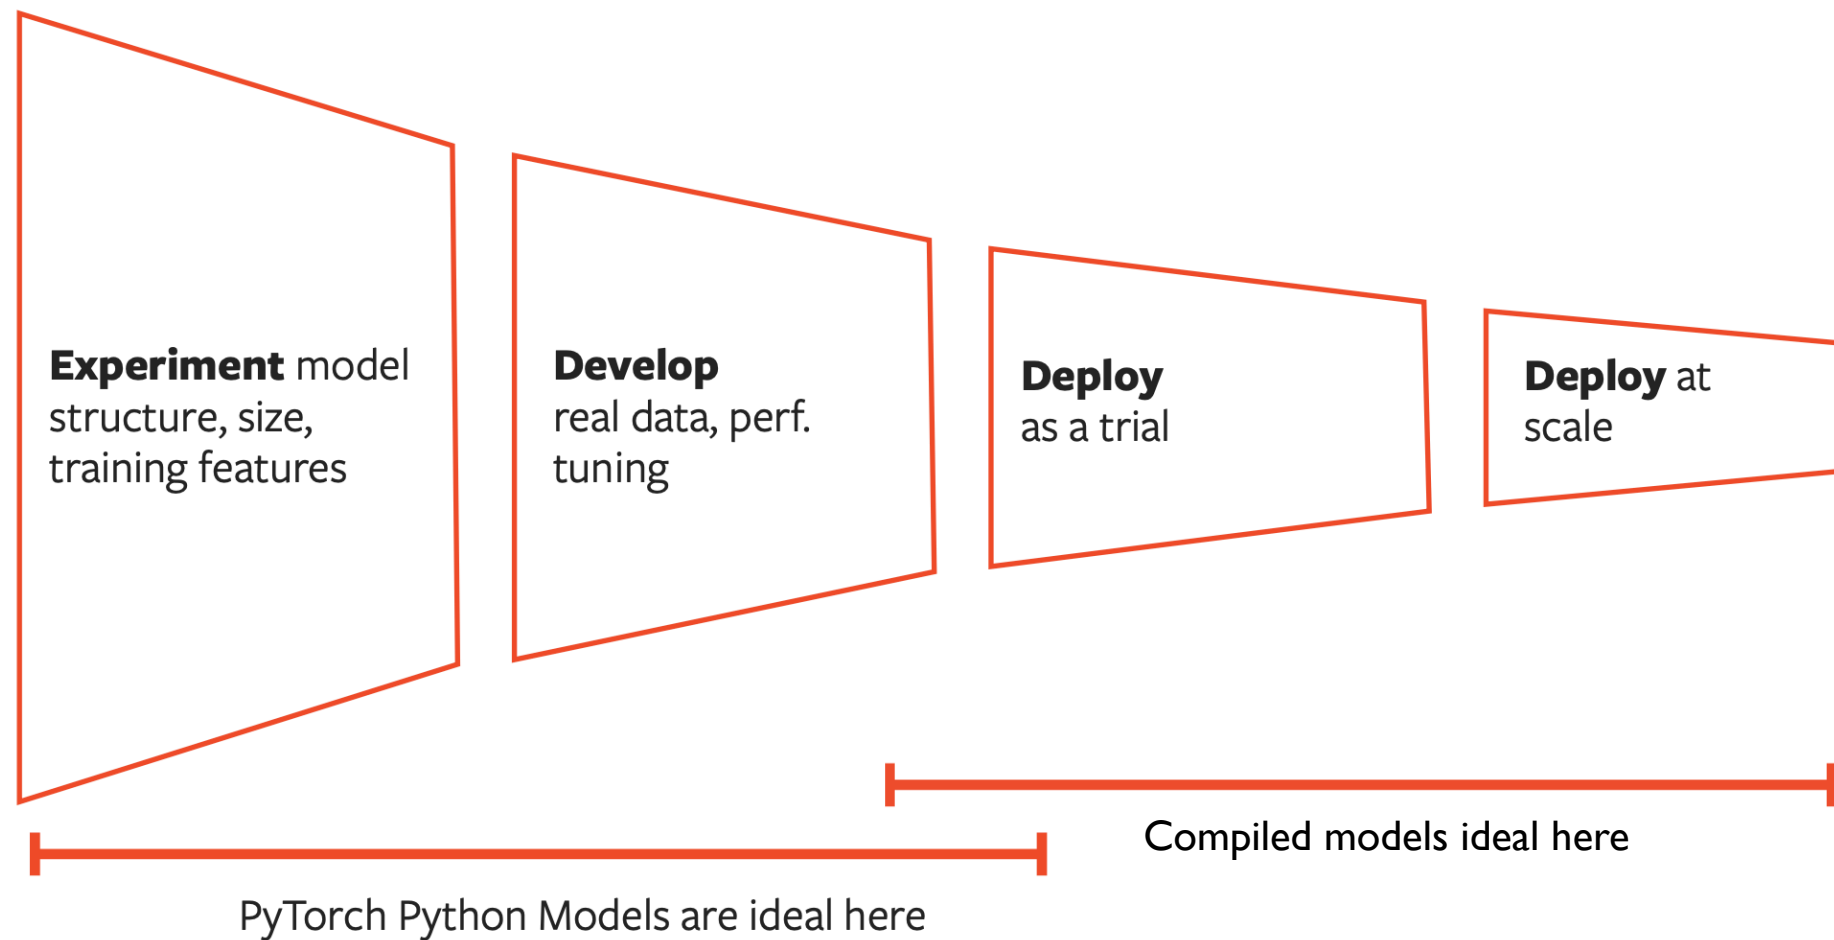 Experiment model
structure, size,
training features
Develop
real data, perf.
tuning
Deploy
as a trial
Deploy at
scale
Compiled models ideal here
PyTorch Python Models are ideal here